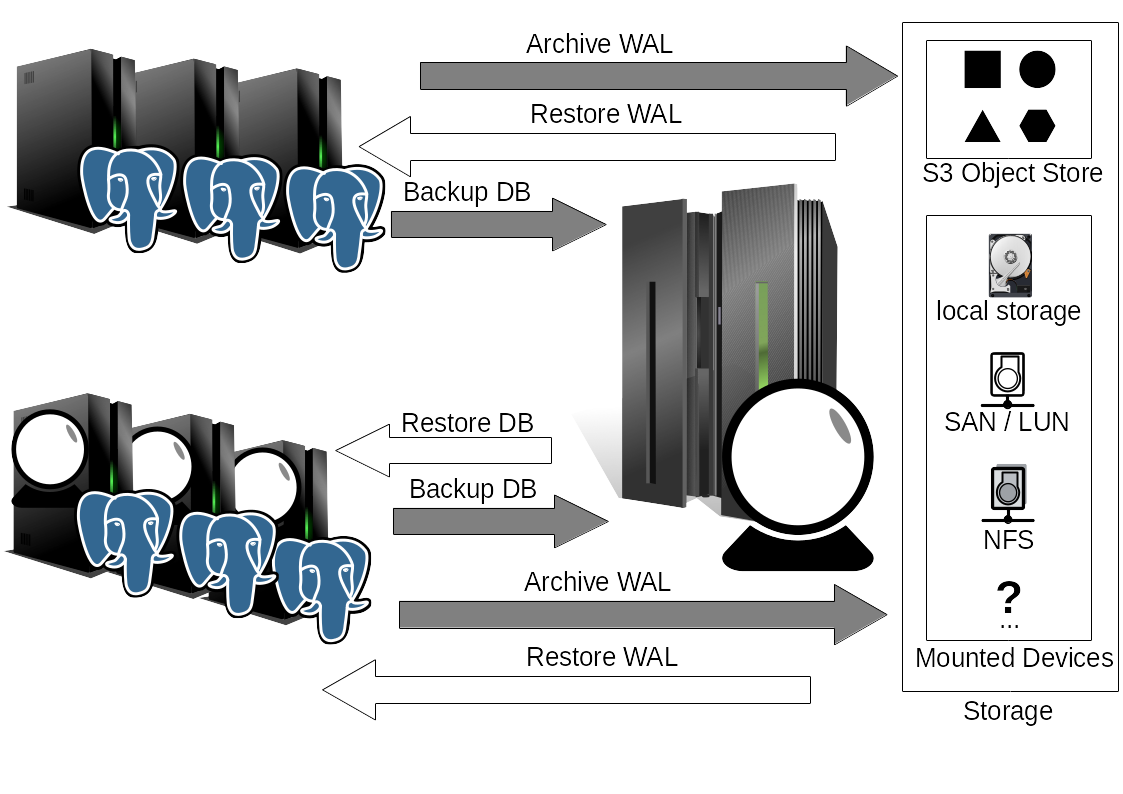 Archive WAL
Restore WAL
Backup DB
S3 Object Store
local storage
SAN / LUN
NFS
?
...
Mounted Devices
Storage
Restore DB
Backup DB
Archive WAL
Restore WAL